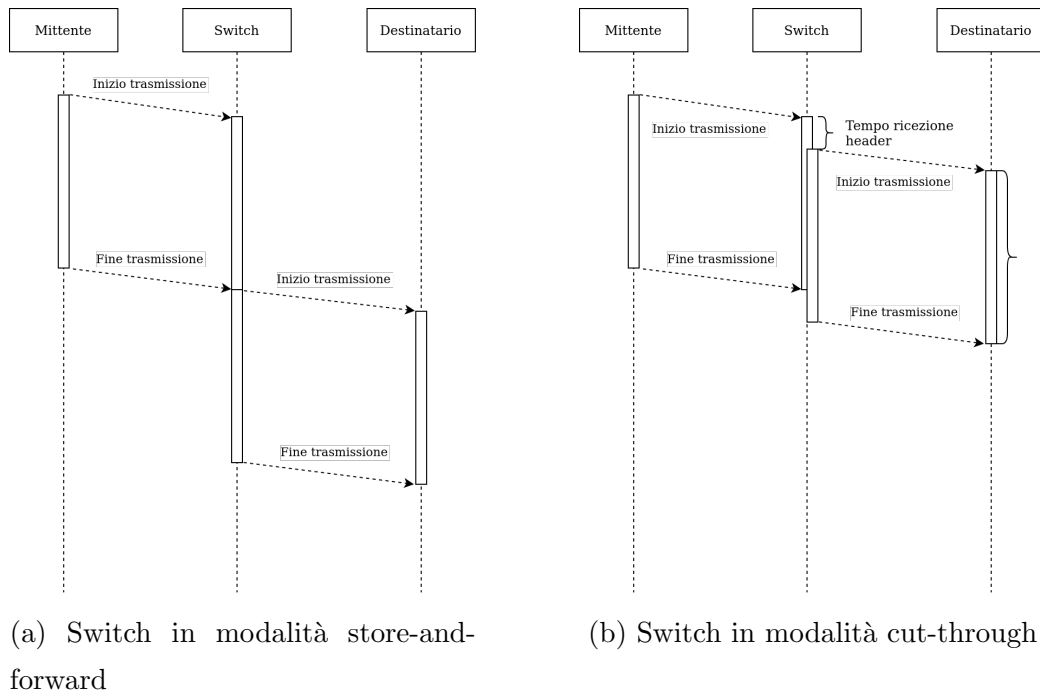 Mittente
Switch
Destinatario
Inizio trasmissione
Fine trasmissione
Inizio trasmissione
Fine trasmissione
(a) Switch in modalità store-and-
forward
Mittente
Switch
Destinatario
Inizio trasmissione
Tempo ricezione
header
Inizio trasmissione
Fine trasmissione
Fine trasmissione
(b) Switch in modalità cut-through